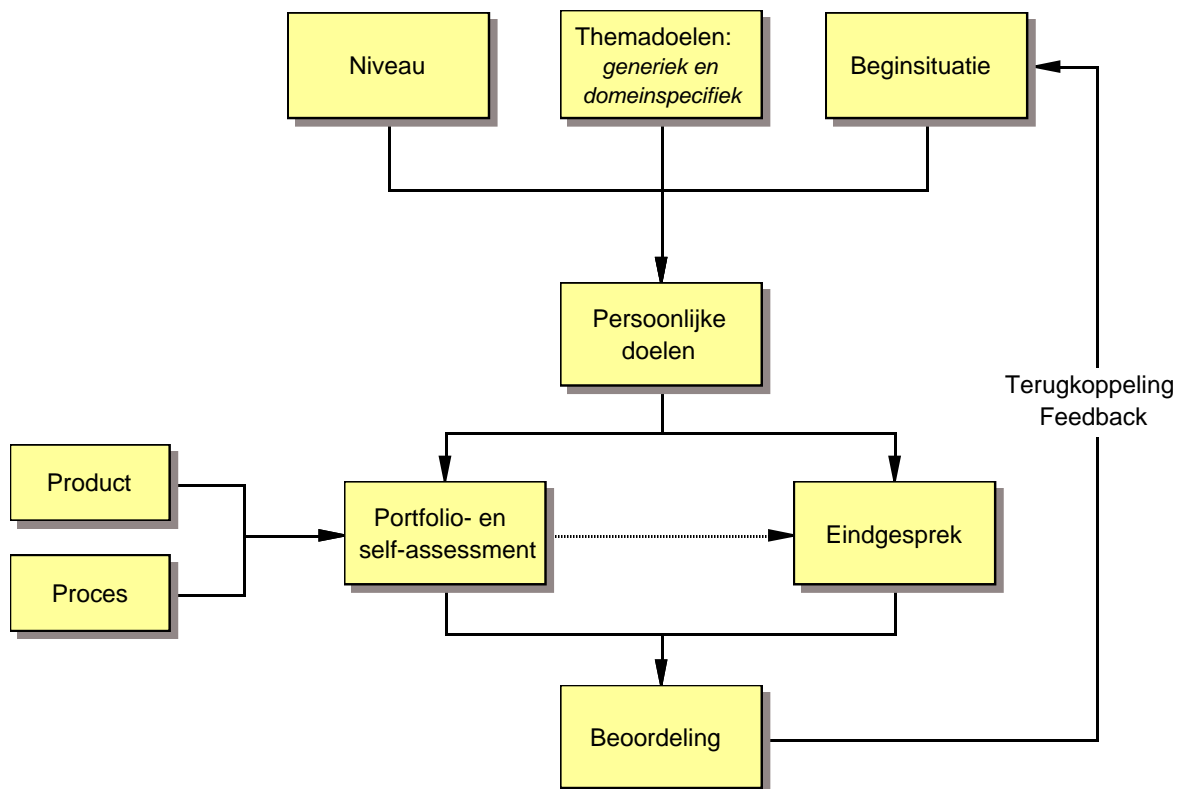 Niveau
Themadoelen:
generiek en
domeinspecifiek
Beginsituatie
Persoonlijke
doelen
Terugkoppeling
Feedback
Product
Proces
Portfolio- en
self-assessment
Eindgesprek
Beoordeling